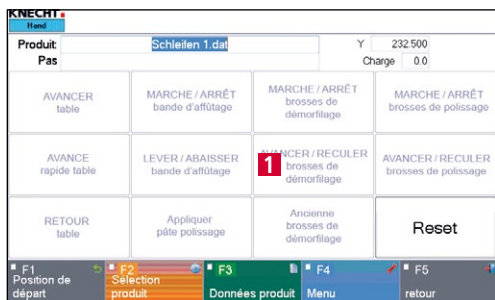 KNECHT
Hand
Produit: Schleifen 1.dat Y 232.500
Pas Charge 0.0
AVANCER
table
MARCHE / ARRÊT
bande d'affûtage
MARCHE / ARRÊT
brosses de
démorfilage
MARCHE / ARRÊT
brosses de polissage
AVANCE
rapide table
LEVER / ABAISSER
bande d'affûtage
1
AVANCER / RECULER
brosses de
démorfilage
AVANCER / RECULER
brosses de polissage
RETOUR
table
Appliquer
pâte polissage
Ancienne
brosses de
démorfilage
Reset
F1
Position de
départ
F2
Sélection
produit
F3
Données produit
F4
Menu
F5
retour